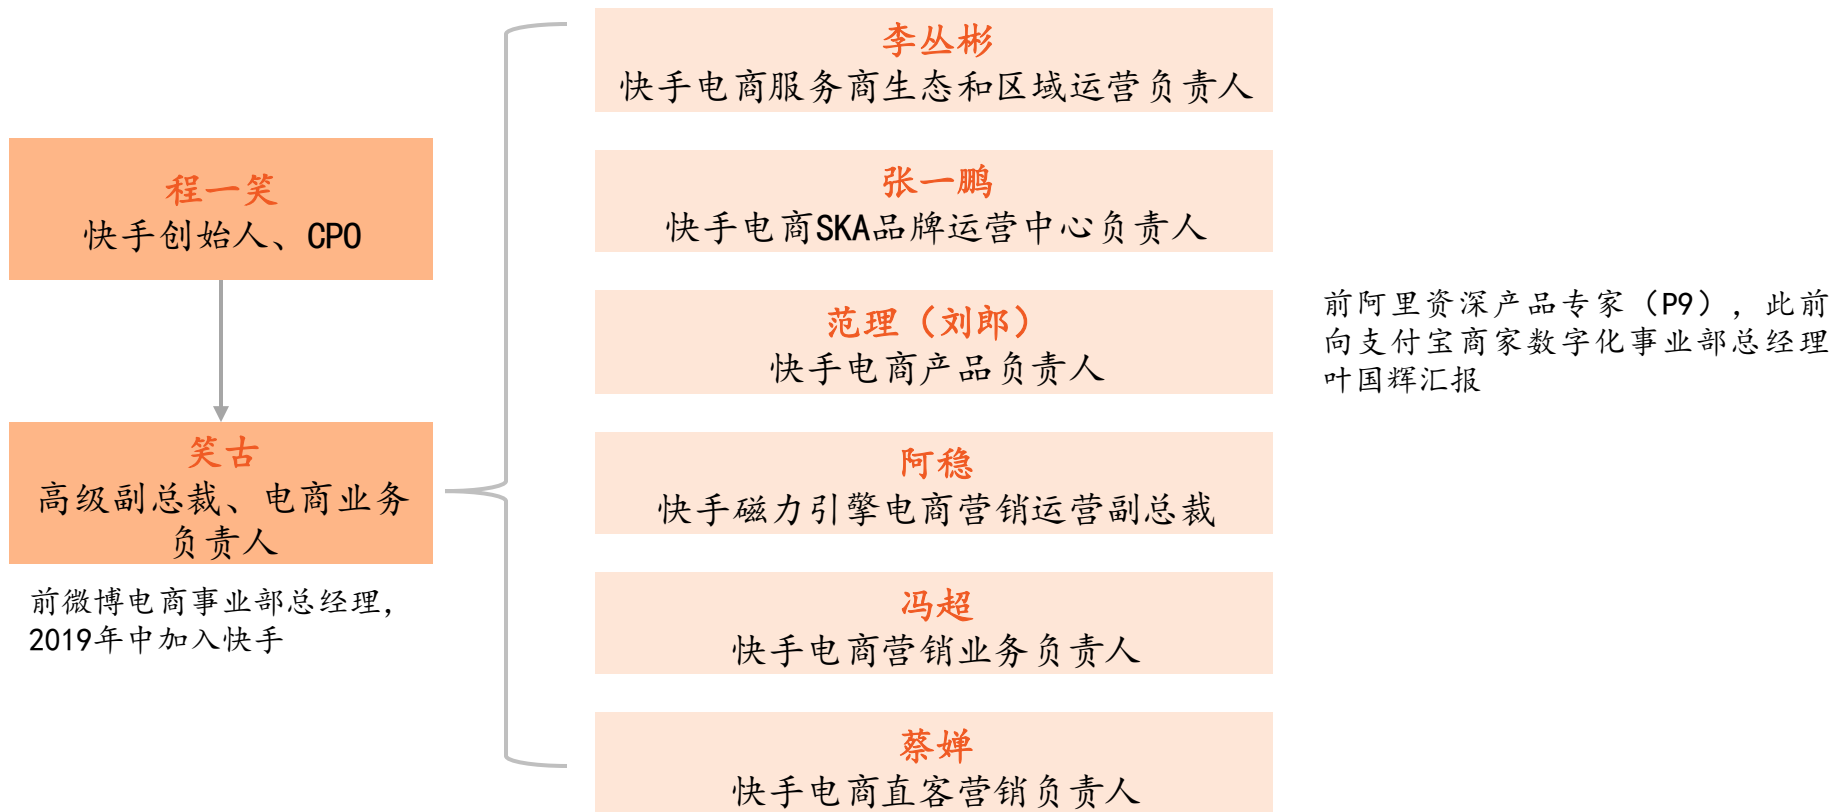 程一笑
快手创始人、CPO
笑古
高级副总裁、电商业务
负责人
前微博电商事业部总经理，
2019年中加入快手
李丛彬
快手电商服务商生态和区域运营负责人
张一鹏
快手电商SKA品牌运营中心负责人
范理（刘郎）
快手电商产品负责人
前阿里资深产品专家（P9），此前
向支付宝商家数字化事业部总经理
叶国辉汇报
阿稳
快手磁力引擎电商营销运营副总裁
冯超
快手电商营销业务负责人
蔡婵
快手电商直客营销负责人